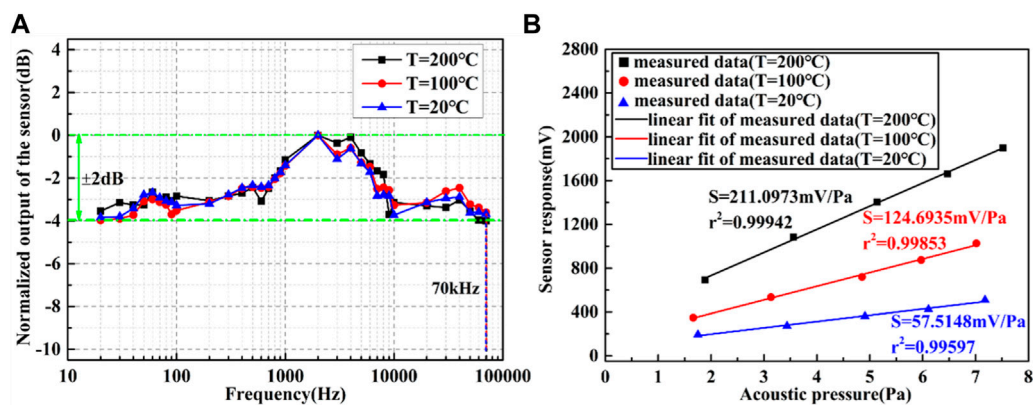 A
Normalized output of the sensor(dB)
4
2
0
-2
-4
-6
-8
-10
T=200℃
T=100℃
T=20℃
±2dB
70kHz
10
100
1000
10000
100000
Frequency(Hz)
B
Sensor response(mV)
2800
2400
2000
1600
1200
800
400
0
measured data(T=200℃)
measured data(T=100℃)
measured data(T=20℃)
linear fit of measured data(T=200℃)
linear fit of measured data(T=100℃)
linear fit of measured data(T=20℃)
S=211.0973mV/Pa
r²=0.99942
S=124.6935mV/Pa
r²=0.99853
S=57.5148mV/Pa
r²=0.99597
0
1
2
3
4
5
6
7
8
Acoustic pressure(Pa)